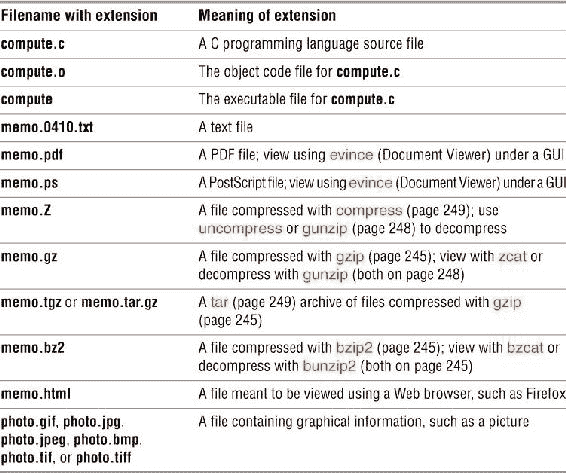 Filename with extension Meaning of extension
compute.c A C programming language source file
compute.o The object code file for compute.c
compute The executable file for compute.c
memo.0410.txt A text file
memo.pdf A PDF file; view using evince (Document Viewer) under a GUI
memo.ps A PostScript file; view using evince (Document Viewer) under a GUI
memo.Z A file compressed with compress (page 249); use
uncompress or gunzip (page 248) to decompress
memo.gz A file compressed with gzip (page 245); view with zcat or
decompress with gunzip (both on page 248)
memo.tgz or memo.tar.gz A tar (page 249) archive of files compressed with gzip
(page 245)
memo.bz2 A file compressed with bzip2 (page 245); view with bzcat or
decompress with bunzip2 (both on page 245)
memo.html A file meant to be viewed using a Web browser, such as Firefox
photo.gif, photo.jpg, A file containing graphical information, such as a picture
photo.jpeg, photo.bmp,
photo.tif, or photo.tiff